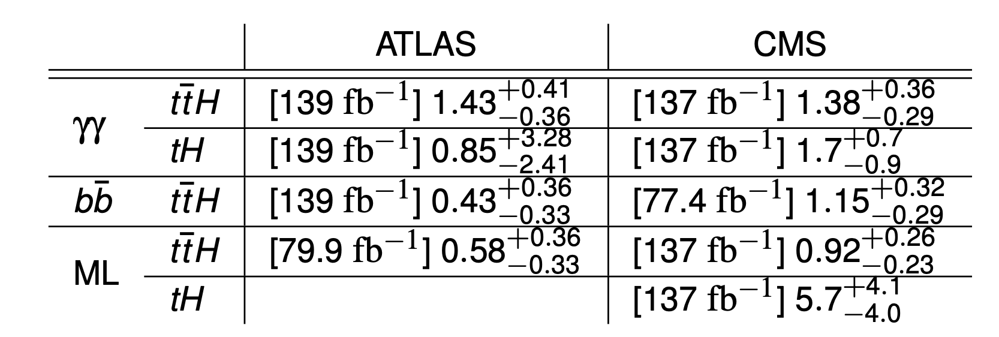 ATLAS CMS
γγ tt̄H [139 fb⁻¹] 1.43 +0.41 −0.36 [137 fb⁻¹] 1.38 +0.36 −0.29
tH [139 fb⁻¹] 0.85 +3.28 −2.41 [137 fb⁻¹] 1.7 +0.7 −0.9
bb̄ tt̄H [139 fb⁻¹] 0.43 +0.36 −0.33 [77.4 fb⁻¹] 1.15 +0.32 −0.29
ML tt̄H [79.9 fb⁻¹] 0.58 +0.36 −0.33 [137 fb⁻¹] 0.92 +0.26 −0.23
tH [137 fb⁻¹] 5.7 +4.1 −4.0